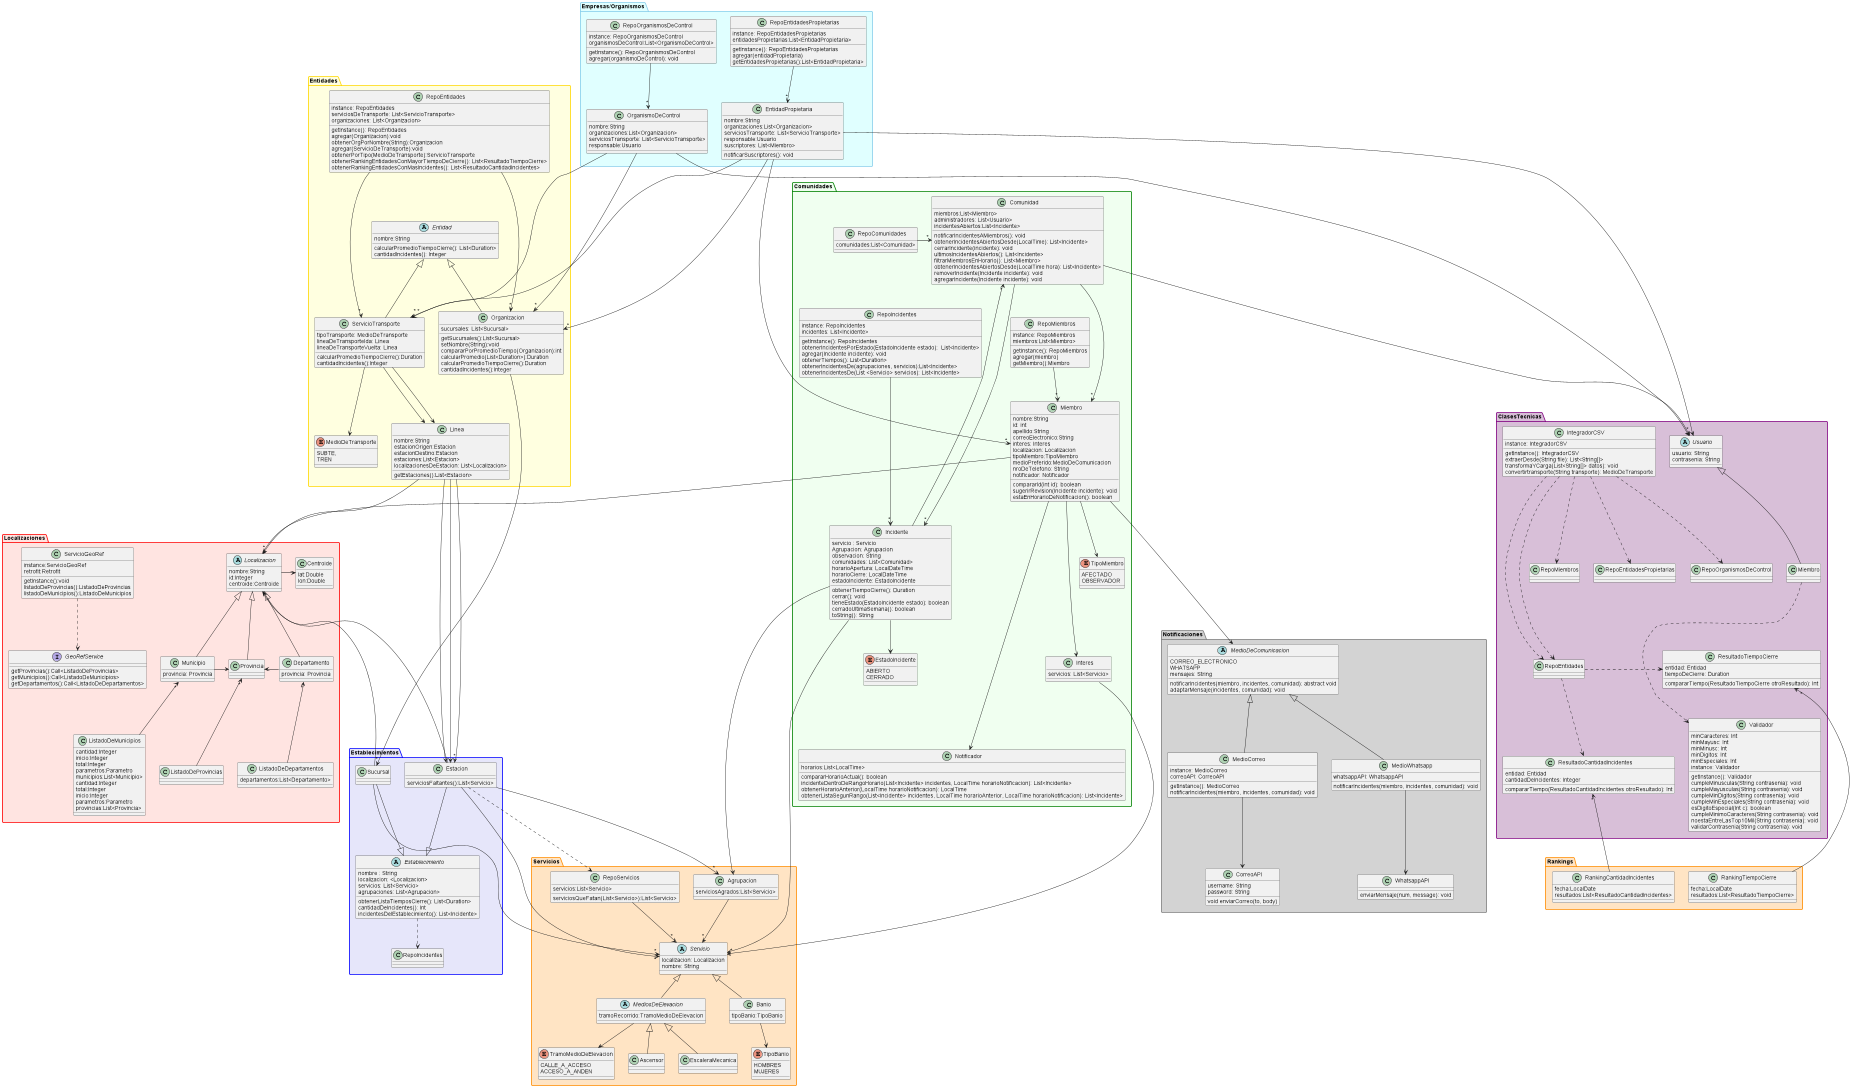 Empresas/Organismos
RepoOrganismosDeControl
instance: RepoOrganismosDeControl
organismosDeControl:List<OrganismoDeControl>
getInstance(): RepoOrganismosDeControl
agregar(organismoDeControl): void
RepoEntidadesPropietarias
instance: RepoEntidadesPropietarias
entidadesPropietarias:List<EntidadPropietaria>
getInstance(): RepoEntidadesPropietarias
agregar(entidadPropietaria)
getEntidadesPropietarias():List<EntidadPropietaria>
OrganismoDeControl
nombre:String
organizaciones:List<Organizacion>
serviciosTransporte: List<ServicioTransporte>
responsable:Usuario
EntidadPropietaria
nombre:String
organizaciones:List<Organizacion>
serviciosTransporte: List<ServicioTransporte>
responsable:Usuario
suscriptores: List<Miembro>
notificarSuscriptores(): void
Entidades
RepoEntidades
instance: RepoEntidades
serviciosDeTransporte: List<ServicioTransporte>
organizaciones: List<Organizacion>
getInstance(): RepoEntidades
agregar(Organizacion):void
obtenerOrgPorNombre(String):Organizacion
agregar(ServicioDeTransporte):void
obtenerPorTipo(MedioDeTransporte):ServicioTransporte
obtenerRankingEntidadesConMayorTiempoDeCierre(): List<ResultadoTiempoCierre>
obtenerRankingEntidadesConMasIncidentes(): List<ResultadoCantidadIncidentes>
Entidad
nombre:String
calcularPromedioTiempoCierre(): List<Duration>
cantidadIncidentes(): Integer
ServicioTransporte
tipoTransporte: MedioDeTransporte
lineaDeTransporteIda: Linea
lineaDeTransporteVuelta: Linea
calcularPromedioTiempoCierre():Duration
cantidadIncidentes():Integer
Organizacion
sucursales: List<Sucursal>
getSucursales():List<Sucursal>
setNombre(String):void
compararPorPromedioTiempo(Organizacion):int
calcularPromedio(List<Duration>):Duration
calcularPromedioTiempoCierre():Duration
cantidadIncidentes():Integer
MedioDeTransporte
SUBTE,
TREN
Linea
nombre:String
estacionOrigen:Estacion
estacionDestino:Estacion
estaciones:List<Estacion>
localizacionesDeEstacion: List<Localizacion>
getEstaciones():List<Estacion>
Comunidades
RepoComunidades
comunidades:List<Comunidad>
Comunidad
miembros:List<Miembro>
administradores: List<Usuario>
incidentesAbiertos:List<Incidente>
notificarIncidentesAMiembros(): void
obtenerIncidentesAbiertosDesde(LocalTime): List<Incidente>
cerrarIncidente(Incidente): void
ultimosIncidentesAbiertos(): List<Incidente>
filtrarMiembrosEnHorario(): List<Miembro>
obtenerIncidentesAbiertosDesde(LocalTime hora): List<Incidente>
removerIncidente(Incidente incidente): void
agregarIncidente(Incidente incidente): void
RepoIncidentes
instance: RepoIncidentes
incidentes: List<Incidente>
getInstance(): RepoIncidentes
obtenerIncidentesPorEstado(EstadoIncidente estado): List<Incidente>
agregar(Incidente incidente): void
obtenerTiempos(): List<Duration>
obtenerIncidentesDe(agrupaciones, servicios):List<Incidente>
obtenerIncidentesDe(List <Servicio> servicios): List<Incidente>
RepoMiembros
instance: RepoMiembros
miembros:List<Miembro>
getInstance(): RepoMiembros
agregar(miembro)
getMiembro():Miembro
Miembro
nombre:String
id: Int
apellido:String
correoElectronico:String
interes: Interes
localizacion: Localizacion
tipoMiembro:TipoMiembro
medioPreferido:MedioDeComunicacion
nroDeTelefono: String
notificador: Notificador
compararId(int id): boolean
sugerirRevision(Incidente incidente): void
estaEnHorarioDeNotificacion(): boolean
Incidente
servicio : Servicio
Agrupacion: Agrupacion
observacion: String
comunidades: List<Comunidad>
horarioApertura: LocalDateTime
horarioCierre: LocalDateTime
estadoIncidente: EstadoIncidente
obtenerTiempoCierre(): Duration
cerrar(): void
tieneEstado(EstadoIncidente estado): boolean
cerradoUltimaSemana(): boolean
toString(): String
TipoMiembro
AFECTADO
OBSERVADOR
EstadoIncidente
ABIERTO
CERRADO
Interes
servicios: List<Servicio>
Notificador
horarios:List<LocalTime>
compararHorarioActual(): boolean
incidenteDentroDeRangoHorario(List<Incidente> incidentes, LocalTime horarioNotificacion): List<Incidente>
obtenerHorarioAnterior(LocalTime horarioNotificacion): LocalTime
obtenerListaSegunRango(List<Incidente> incidentes, LocalTime horarioAnterior, LocalTime horarioNotificacion): List<Incidente>
ClasesTecnicas
IntegradorCSV
instance: IntegradorCSV
getInstance(): IntegradorCSV
extraerDesde(String file): List<String[]>
transformarYCarga(List<String[]> datos): void
convertirtransporte(String transporte): MedioDeTransporte
Usuario
usuario: String
contrasenia: String
RepoMiembros
RepoEntidadesPropietarias
RepoOrganismosDeControl
Miembro
RepoEntidades
ResultadoTiempoCierre
entidad: Entidad
tiempoDeCierre: Duration
compararTiempo(ResultadoTiempoCierre otroResultado): int
ResultadoCantidadIncidentes
entidad: Entidad
cantidadDeIncidentes: Integer
compararTiempo(ResultadoCantidadIncidentes otroResultado): int
Validador
minCaracteres: Int
minMayusc: Int
minMinusc: Int
minDigitos: Int
minEspeciales: Int
instance: Validador
getInstance(): Validador
cumpleMinusculas(String contrasenia): void
cumpleMayusculas(String contrasenia): void
cumpleMinDigitos(String contrasenia): void
cumpleMinEspeciales(String contrasenia): void
esDigitoEspecial(int c): boolean
cumpleMinimoCaracteres(String contrasenia): void
noestaEntreLasTop10Mil(String contrasenia): void
validarContrasenia(String contrasenia): void
Localizaciones
ServicioGeoRef
instance:ServicioGeoRef
retrofit:Retrofit
getInstance():void
listadoDeProvincias():ListadoDeProvincias
listadoDeMunicipios():ListadoDeMunicipios
Localizacion
nombre:String
id:Integer
centroide:Centroide
Centroide
lat:Double
lon:Double
GeoRefService
getProvincias():Call<ListadoDeProvincias>
getMunicipios():Call<ListadoDeMunicipios>
getDepartamentos():Call<ListadoDeDepartamentos>
Municipio
provincia: Provincia
Provincia
Departamento
provincia: Provincia
ListadoDeMunicipios
cantidad:Integer
inicio:Integer
total:Integer
parametros:Parametro
municipios:List<Municipio>
cantidad:Integer
total:Integer
inicio:Integer
parametros:Parametro
provincias:List<Provincia>
ListadoDeProvincias
ListadoDeDepartamentos
departamentos:List<Departamento>
Notificaciones
MedioDeComunicacion
CORREO_ELECTRONICO
WHATSAPP
mensajes: String
notificarIncidentes(miembro, incidentes, comunidad): abstract void
adaptarMensaje(incidentes, comunidad): void
MedioCorreo
instance: MedioCorreo
correoAPI: CorreoAPI
getInstance(): MedioCorreo
notificarIncidentes(miembro, incidentes, comunidad): void
MedioWhatsapp
whatsappAPI: WhatsappAPI
notificarIncidentes(miembro, incidentes, comunidad): void
CorreoAPI
username: String
password: String
void enviarCorreo(to, body)
WhatsappAPI
enviarMensaje(num, message): void
Establecimientos
Sucursal
Estacion
serviciosFaltantes():List<Servicio>
Establecimiento
nombre : String
localizacion: <Localizacion>
servicios: List<Servicio>
agrupaciones: List<Agrupacion>
obtenerListaTiemposCierre(): List<Duration>
cantidadDeIncidentes(): int
incidentesDelEstablecimiento(): List<Incidente>
RepoIncidentes
Servicios
RepoServicios
servicios:List<Servicio>
serviciosQueFaltan(List<Servicio>):List<Servicio>
Agrupacion
serviciosAgrados:List<Servicio>
Servicio
localizacion: Localizacion
nombre: String
MediosDeElevacion
tramoRecorrido:TramoMedioDeElevacion
Banio
tipoBanio:TipoBanio
TramoMedioDeElevacion
CALLE_A_ACCESO
ACCESO_A_ANDEN
Ascensor
EscaleraMecanica
TipoBanio
HOMBRES
MUJERES
Rankings
RankingCantidadIncidentes
fecha:LocalDate
resultados:List<ResultadoCantidadIncidentes>
RankingTiempoCierre
fecha:LocalDate
resultados:List<ResultadoTiempoCierre>